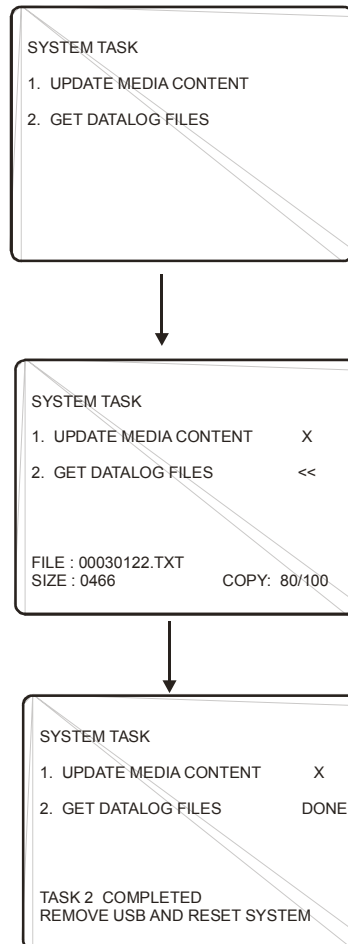 SYSTEM TASK
1. UPDATE MEDIA CONTENT
2. GET DATALOG FILES
SYSTEM TASK
1. UPDATE MEDIA CONTENT X
2. GET DATALOG FILES <<
FILE : 00030122.TXT
SIZE : 0466 COPY: 80/100
SYSTEM TASK
1. UPDATE MEDIA CONTENT X
2. GET DATALOG FILES DONE
TASK 2 COMPLETED
REMOVE USB AND RESET SYSTEM